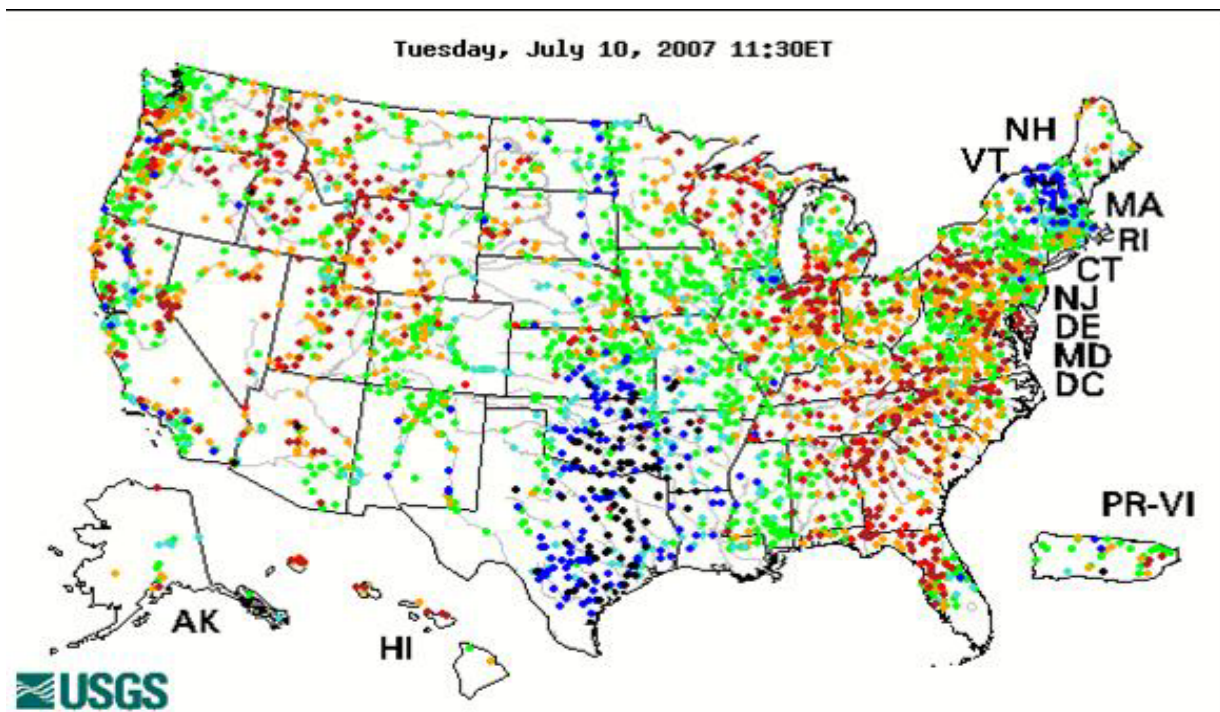 Tuesday, July 10, 2007 11:30ET
NH
VT
MA
RI
CT
NJ
DE
MD
DC
PR-VI
AK
HI
USGS